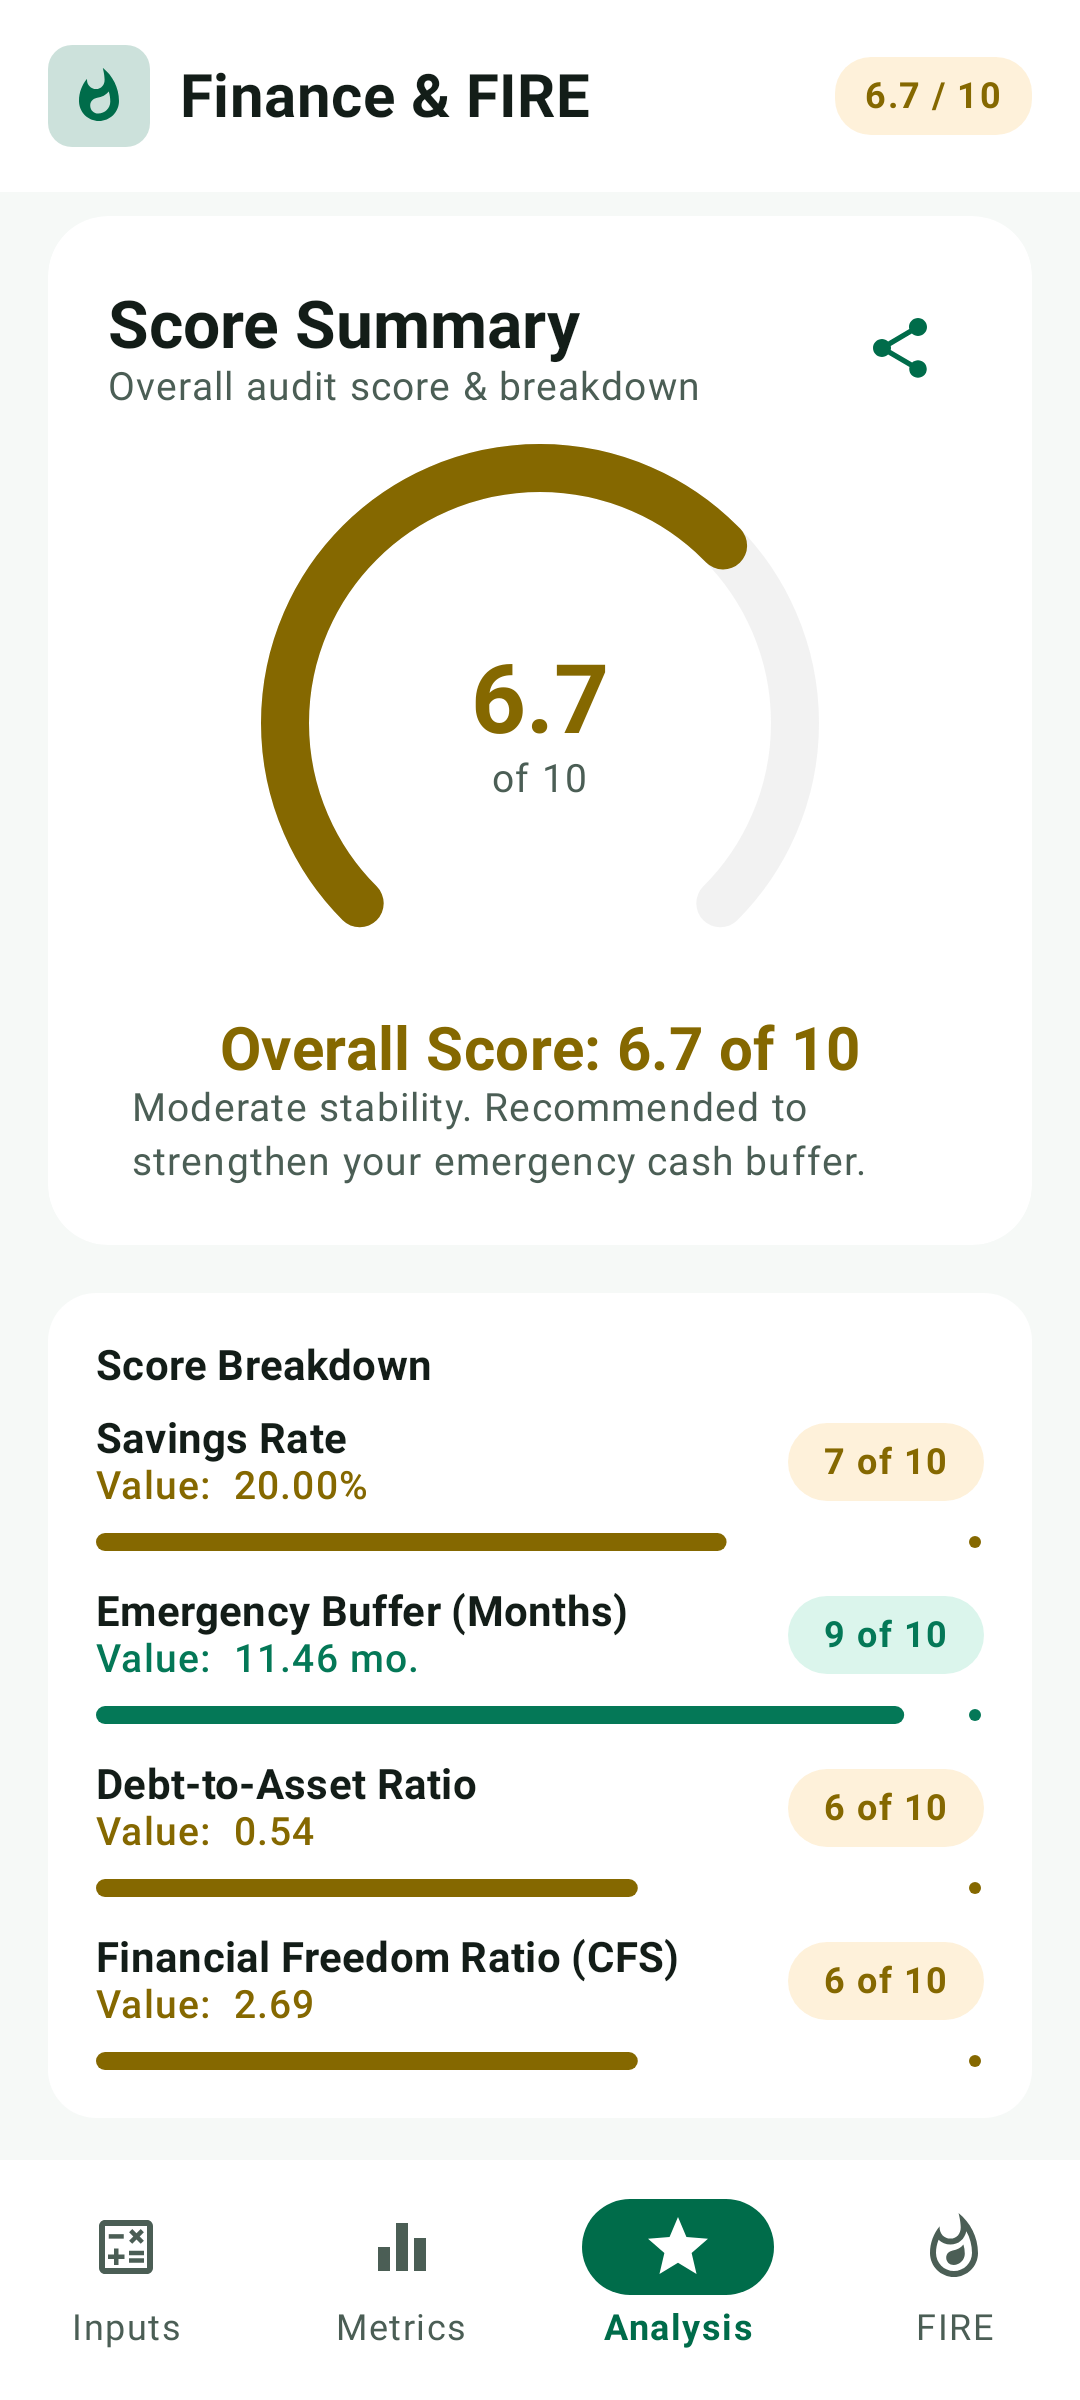 Finance & FIRE
6.7 / 10
Score Summary
Overall audit score & breakdown
6.7
of 10
Overall Score: 6.7 of 10
Moderate stability. Recommended to
strengthen your emergency cash buffer.
Score Breakdown
Savings Rate
Value: 20.00%
7 of 10
Emergency Buffer (Months)
Value: 11.46 mo.
9 of 10
Debt-to-Asset Ratio
Value: 0.54
6 of 10
Financial Freedom Ratio (CFS)
Value: 2.69
6 of 10
Inputs
Metrics
Analysis
FIRE